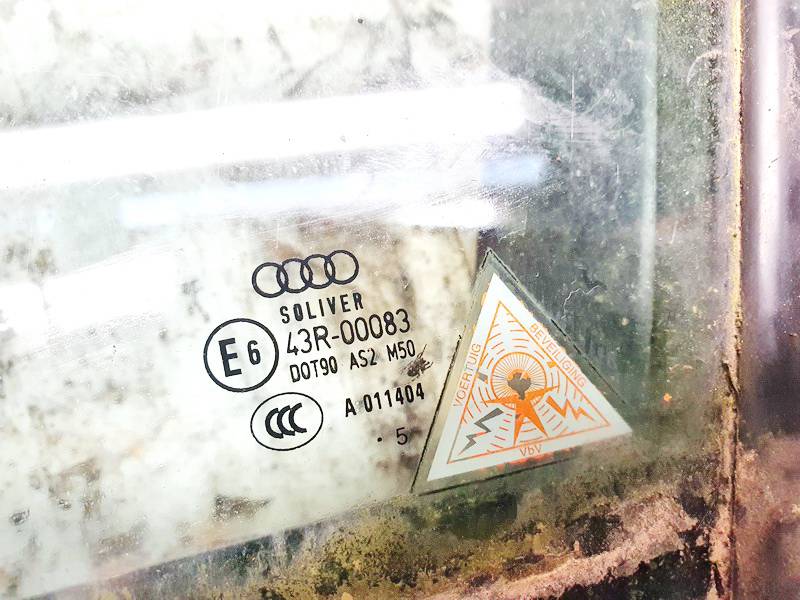 SOLIVER
E6
43R-00083
DOT90 AS2 M50
CCC
A 011404
. 5
VOERTUIG
BEVEILIGING
VbV